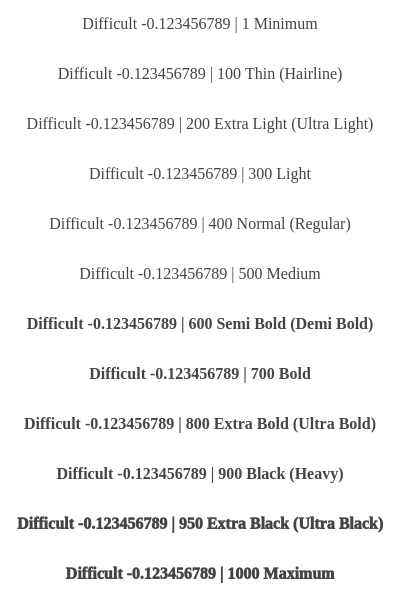 Difficult -0.123456789 | 1 Minimum
Difficult -0.123456789 | 100 Thin (Hairline)
Difficult -0.123456789 | 200 Extra Light (Ultra Light)
Difficult -0.123456789 | 300 Light
Difficult -0.123456789 | 400 Normal (Regular)
Difficult -0.123456789 | 500 Medium
Difficult -0.123456789 | 600 Semi Bold (Demi Bold)
Difficult -0.123456789 | 700 Bold
Difficult -0.123456789 | 800 Extra Bold (Ultra Bold)
Difficult -0.123456789 | 900 Black (Heavy)
Difficult -0.123456789 | 950 Extra Black (Ultra Black)
Difficult -0.123456789 | 1000 Maximum